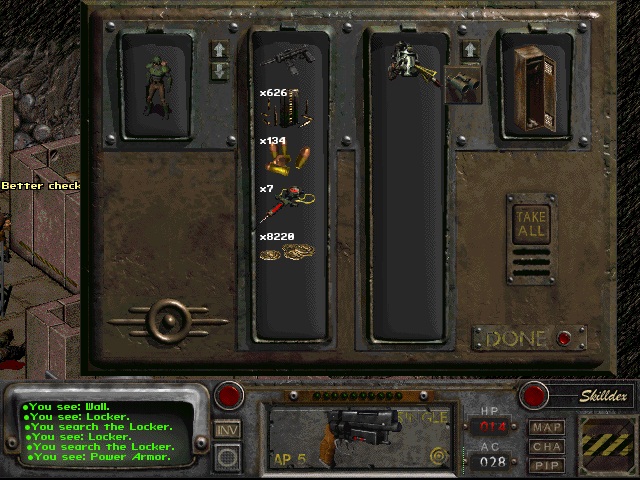 x626
x134
Better check
x7
TAKE
ALL
x8220
DONE
Skilldex
You see: Wall.
You see: Locker.
You search the Locker.
You see: Locker.
You search the Locker.
You see: Power Armor.
INV
AP 5
HP
014
AC
028
MAP
CHA
PIP